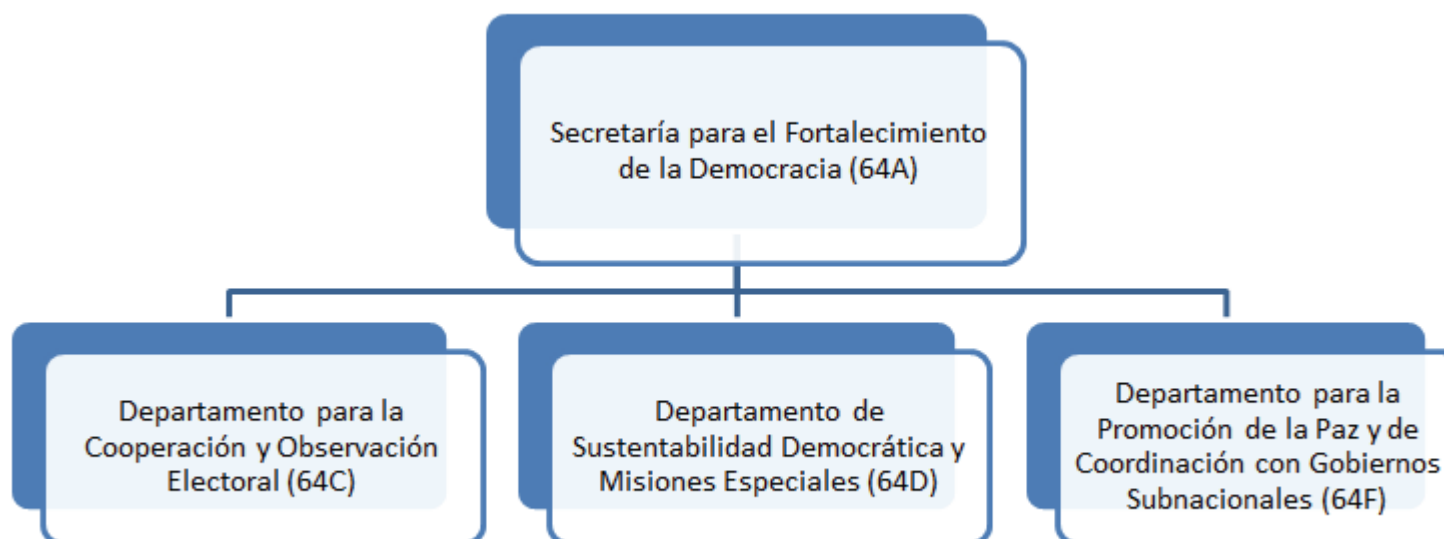 Secretaría para el Fortalecimiento
de la Democracia (64A)
Departamento para la
Cooperación y Observación
Electoral (64C)
Departamento de
Sustentabilidad Democrática y
Misiones Especiales (64D)
Departamento para la
Promoción de la Paz y de
Coordinación con Gobiernos
Subnacionales (64F)